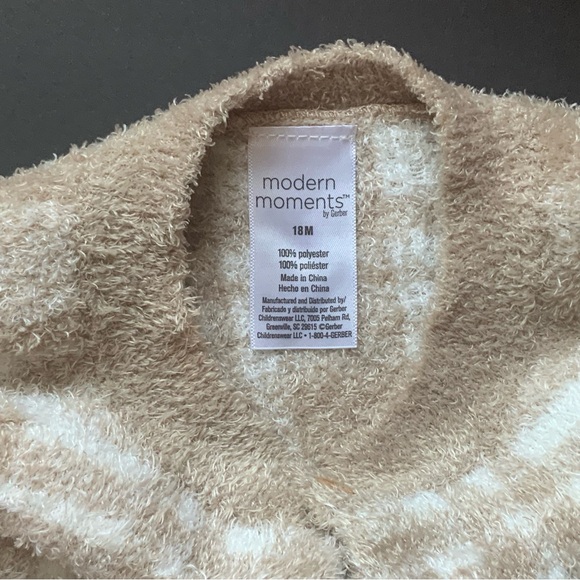 modern
moments™
by Gerber
18M
100% polyester
100% poliéster
Made in China
Hecho en China
Manufactured and Distributed by/
Fabricado y distribuido por Gerber
Childrenswear LLC, 7005 Pelham Rd,
Greenville, SC 29615 ©Gerber
Childrenswear LLC • 1-800-4-GERBER